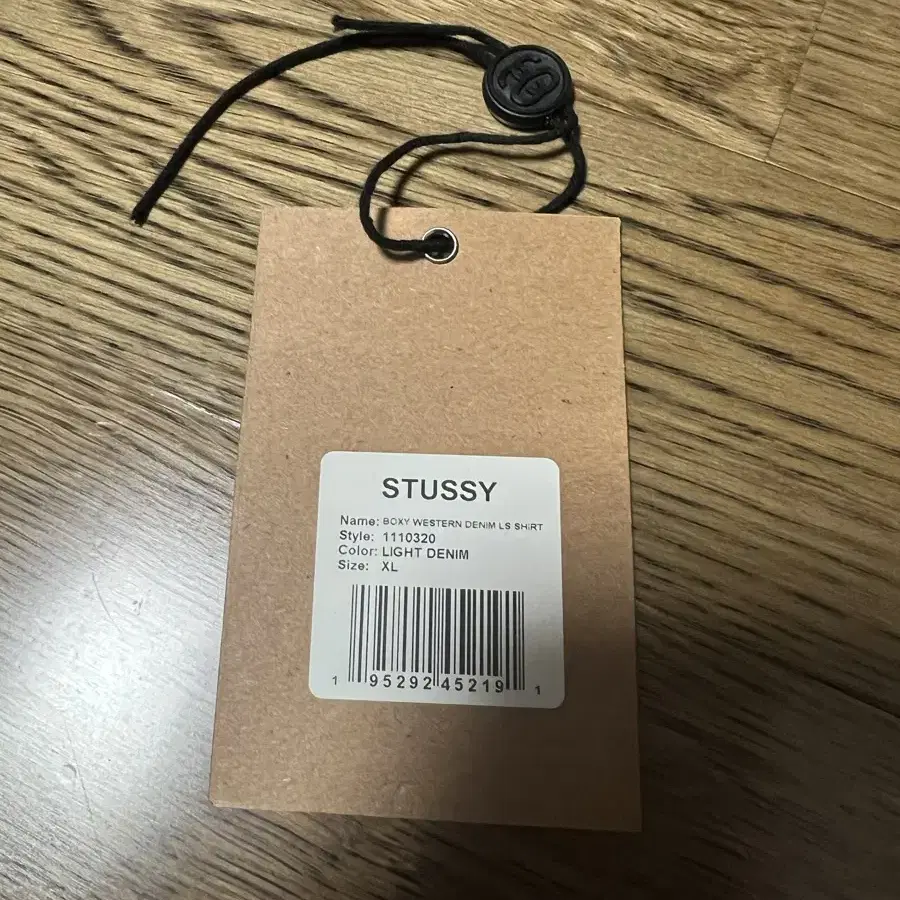 STUSSY
Name: BOXY WESTERN DENIM LS SHIRT
Style: 1110320
Color: LIGHT DENIM
Size: XL
1 95292 45219 1